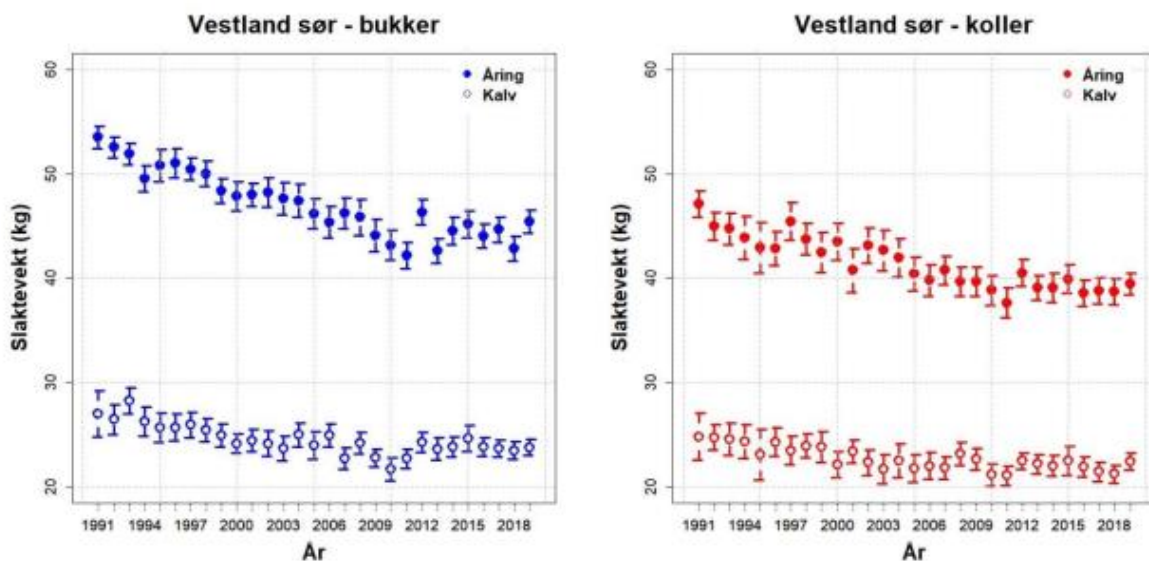 Vestland sør - bukker
Åring
Kalv
Slaktevekt (kg)
60
50
40
30
20
1991 1994 1997 2000 2003 2006 2009 2012 2015 2018
År
Vestland sør - koller
Åring
Kalv
Slaktevekt (kg)
60
50
40
30
20
1991 1994 1997 2000 2003 2006 2009 2012 2015 2018
År